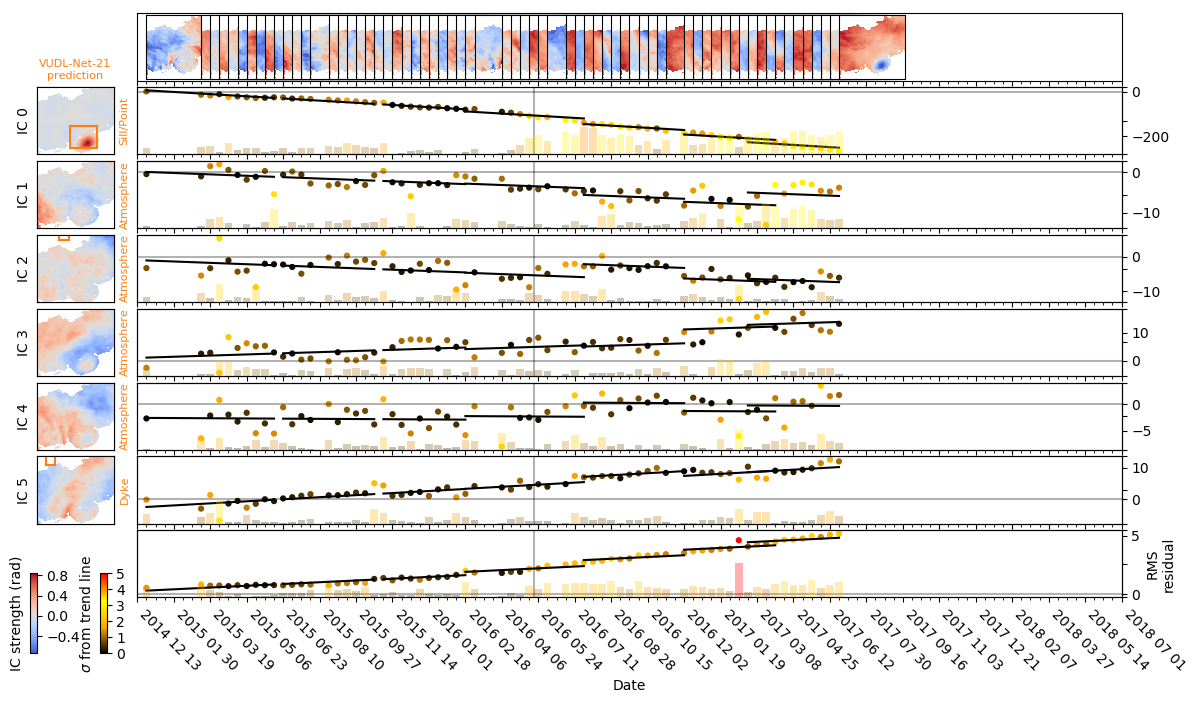 VUDL-Net-21
prediction
IC 0
Sill/Point
0
−200
IC 1
Atmosphere
0
−10
IC 2
Atmosphere
0
−10
IC 3
Atmosphere
10
0
IC 4
Atmosphere
0
−5
IC 5
Dyke
10
0
IC strength (rad)
0.8
0.4
0.0
−0.4
σ from trend line
5
4
3
2
1
0
5
0
RMS
residual
2014 12 13
2015 01 30
2015 03 19
2015 05 06
2015 06 23
2015 08 10
2015 09 27
2015 11 14
2016 01 01
2016 02 18
2016 04 06
2016 05 24
2016 07 11
2016 08 28
2016 10 15
2016 12 02
2017 01 19
2017 03 08
2017 04 25
2017 06 12
2017 07 30
2017 09 16
2017 11 03
2017 12 21
2018 02 07
2018 03 27
2018 05 14
2018 07 01
Date